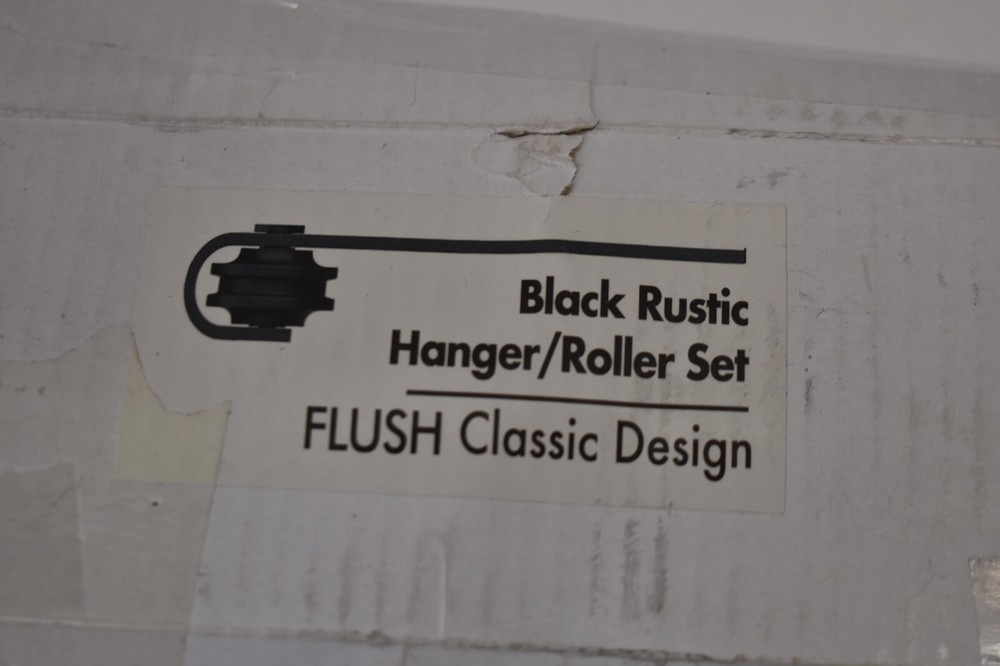 Black Rustic
Hanger/Roller Set
FLUSH Classic Design